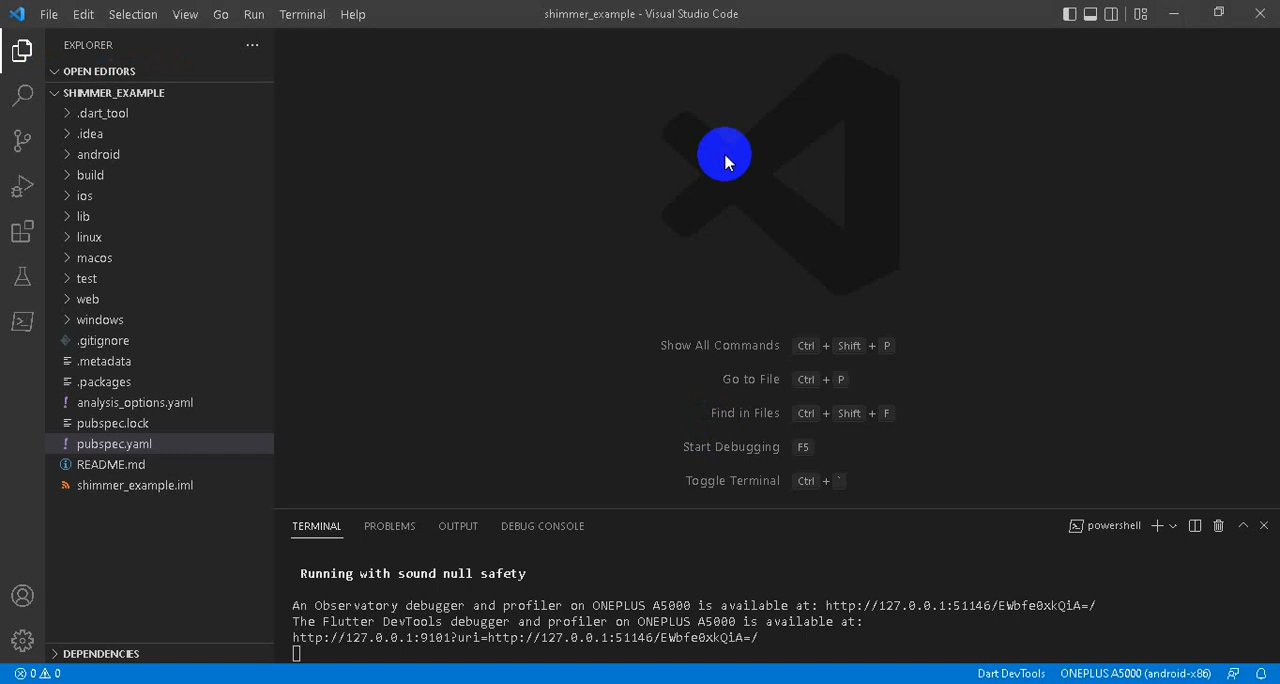 File Edit Selection View Go Run Terminal Help shimmer_example - Visual Studio Code
EXPLORER
OPEN EDITORS
SHIMMER_EXAMPLE
.dart_tool
.idea
android
build
ios
lib
linux
macos
test
web
windows
.gitignore
.metadata
.packages
analysis_options.yaml
pubspec.lock
pubspec.yaml
README.md
shimmer_example.iml
DEPENDENCIES
Show All Commands Ctrl + Shift + P
Go to File Ctrl + P
Find in Files Ctrl + Shift + F
Start Debugging F5
Toggle Terminal Ctrl + `
TERMINAL PROBLEMS OUTPUT DEBUG CONSOLE powershell
Running with sound null safety
An Observatory debugger and profiler on ONEPLUS A5000 is available at: http://127.0.0.1:51146/EWbfe0xkQiA=/
The Flutter DevTools debugger and profiler on ONEPLUS A5000 is available at:
http://127.0.0.1:9101?uri=http://127.0.0.1:51146/EWbfe0xkQiA=/
0 0 Dart DevTools ONEPLUS A5000 (android-x86)